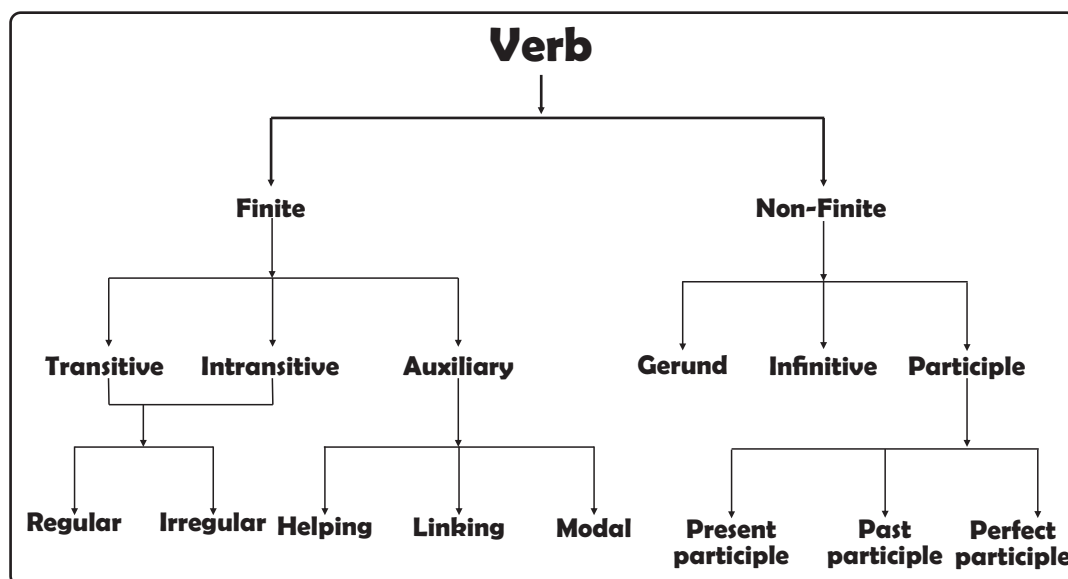 Verb
Finite
Non-Finite
Transitive
Intransitive
Auxiliary
Gerund
Infinitive
Participle
Regular
Irregular
Helping
Linking
Modal
Present
participle
Past
participle
Perfect
participle